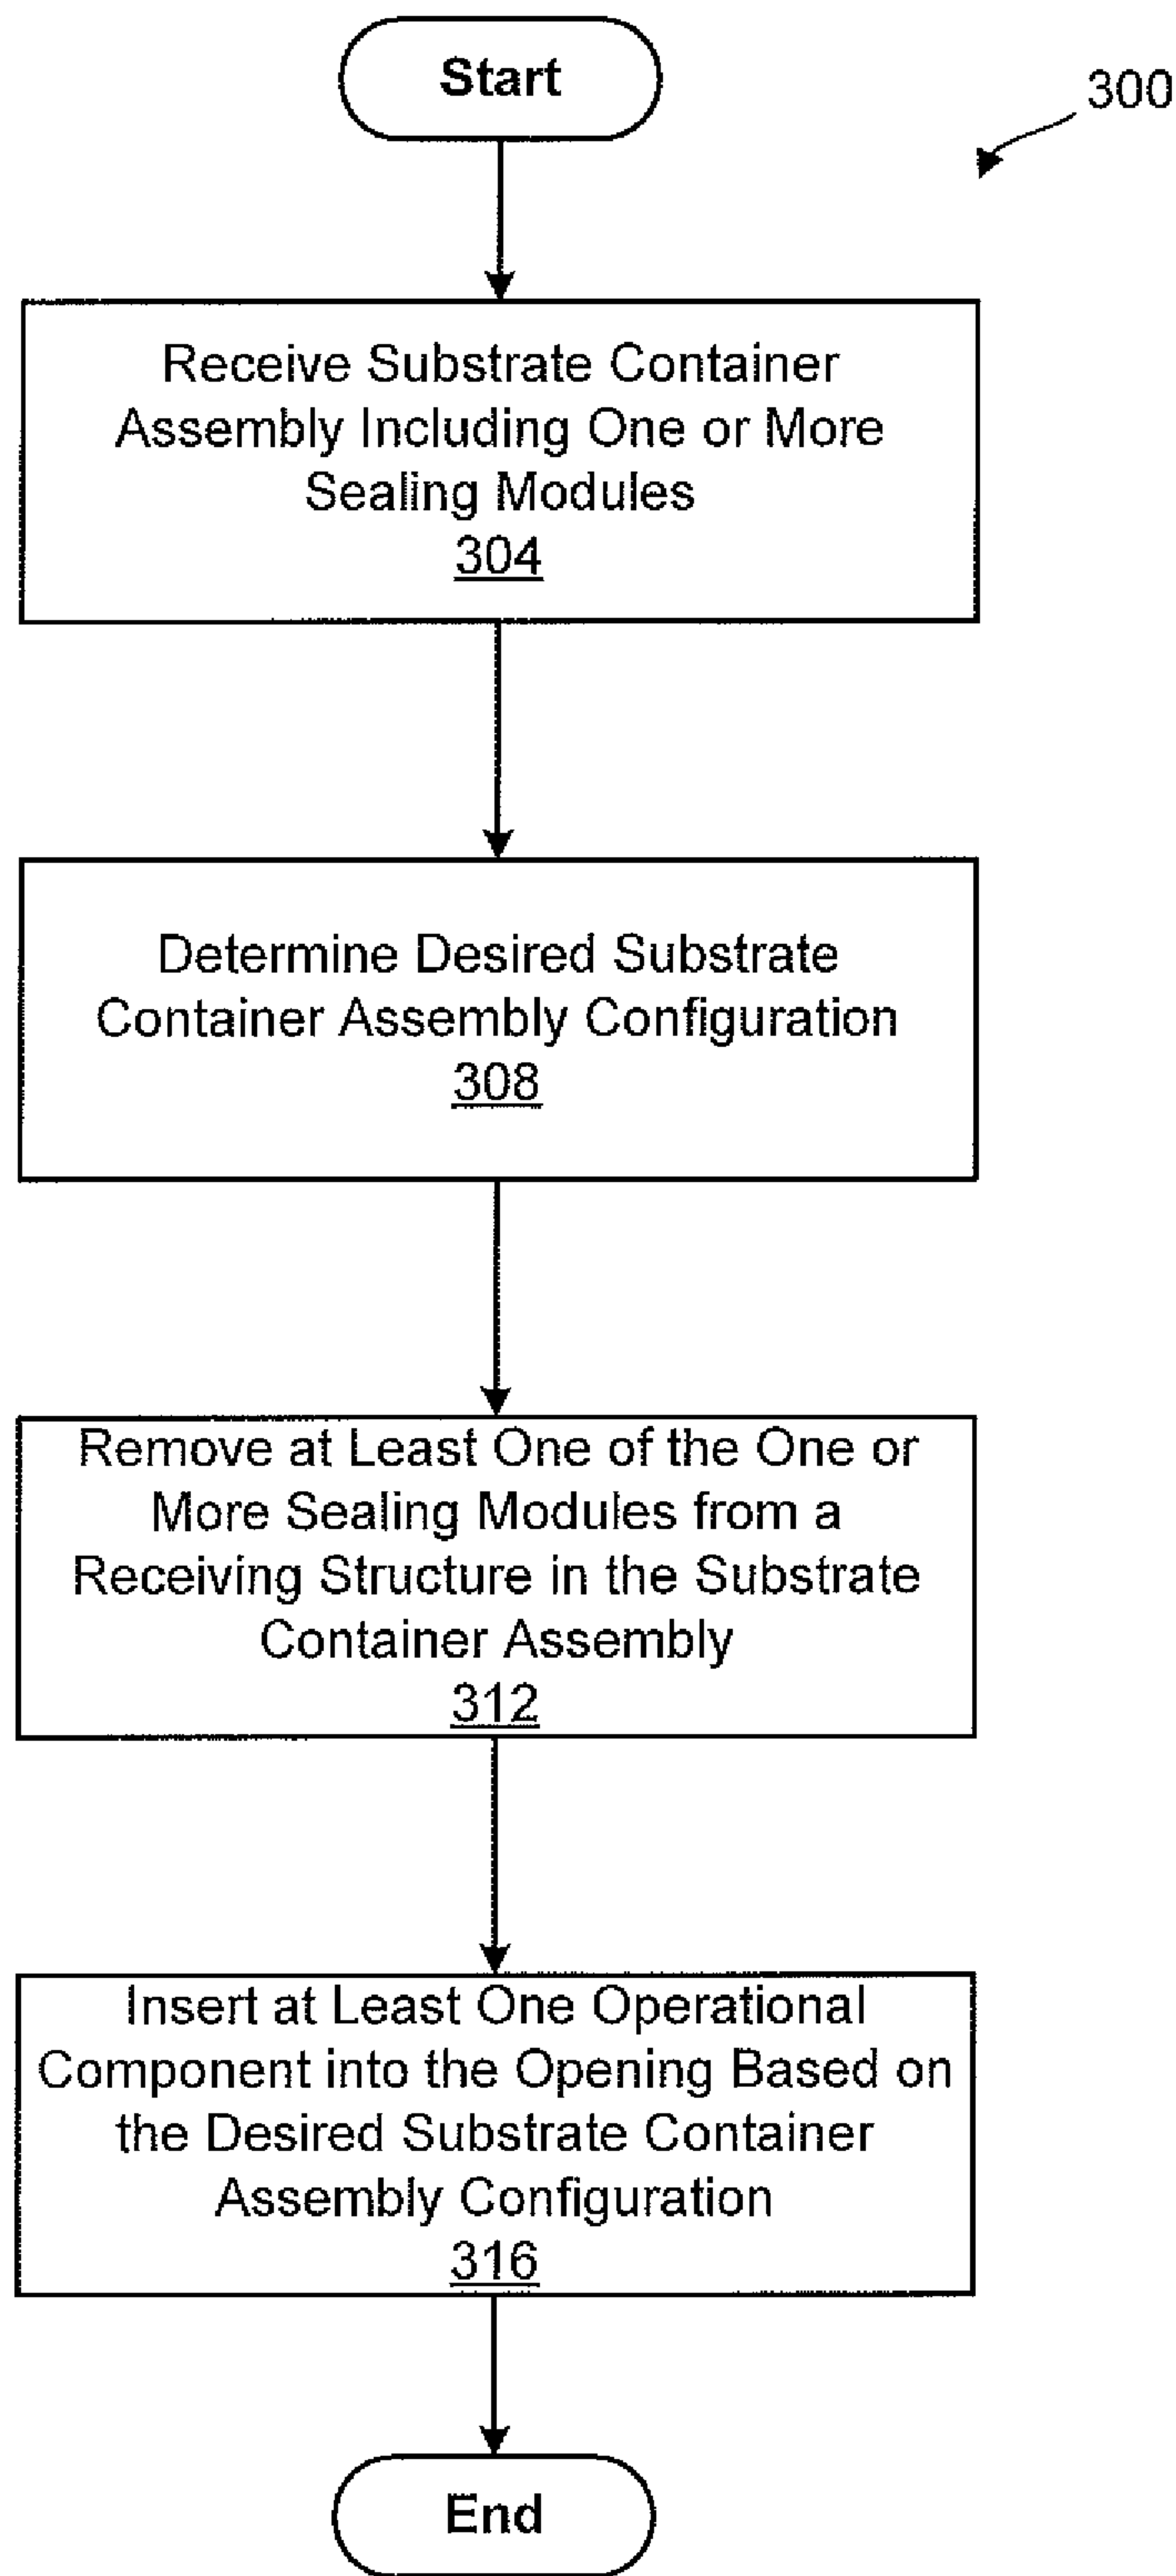 Start
300
Receive Substrate Container
Assembly Including One or More
Sealing Modules
304
Determine Desired Substrate
Container Assembly Configuration
308
Remove at Least One of the One or
More Sealing Modules from a
Receiving Structure in the Substrate
Container Assembly
312
Insert at Least One Operational
Component into the Opening Based on
the Desired Substrate Container
Assembly Configuration
316
End